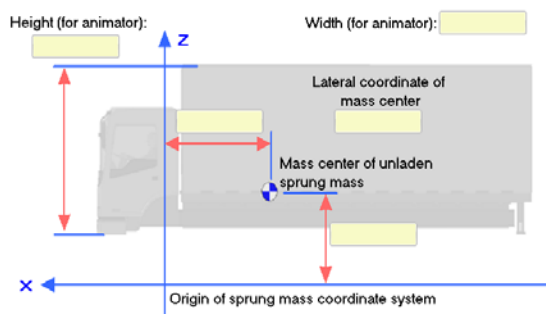 Height (for animator):
Width (for animator):
Z
Lateral coordinate of
mass center
Mass center of unladen
sprung mass
X
Origin of sprung mass coordinate system